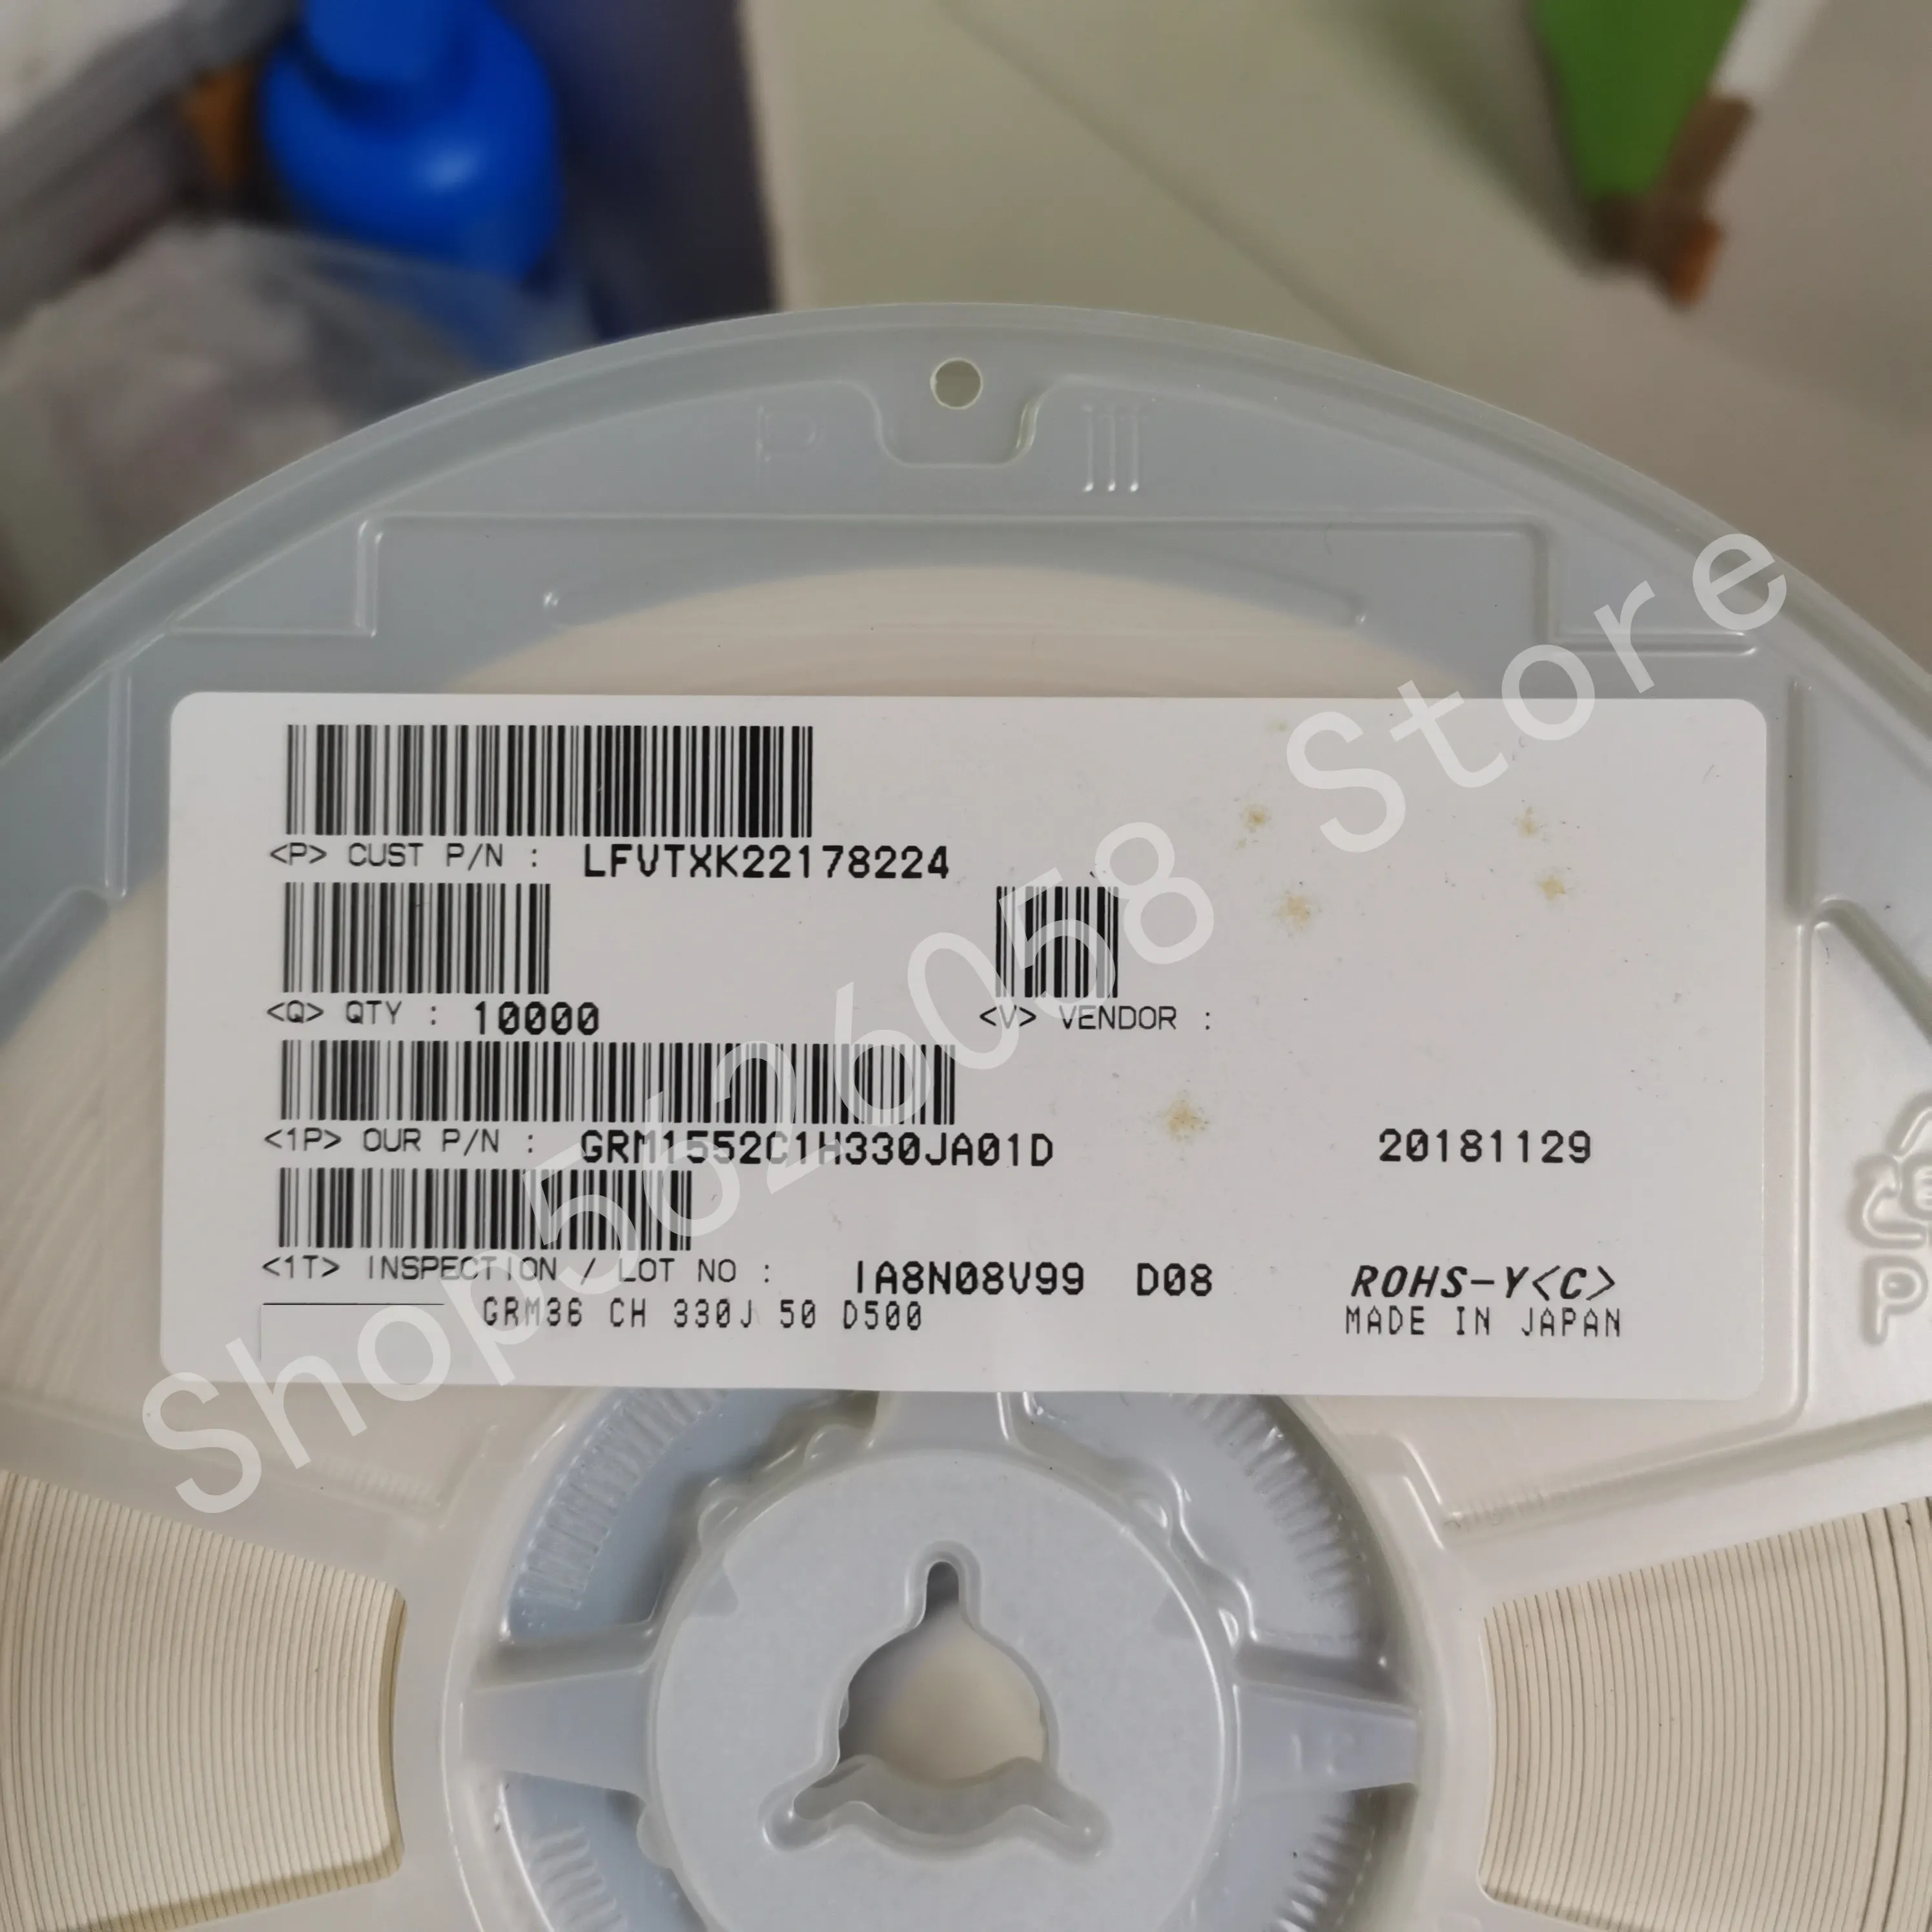 P
<P> CUST P/N : LFVTXK22178224
<Q> QTY : 10000
<V> VENDOR :
<1P> OUR P/N : GRM1552C1H330JA01D
20181129
<1T> INSPECTION / LOT NO : IA8N08V99 D08
ROHS-Y<C>
GRM36 CH 330J 50 D500
MADE IN JAPAN
Shop5626058 Store